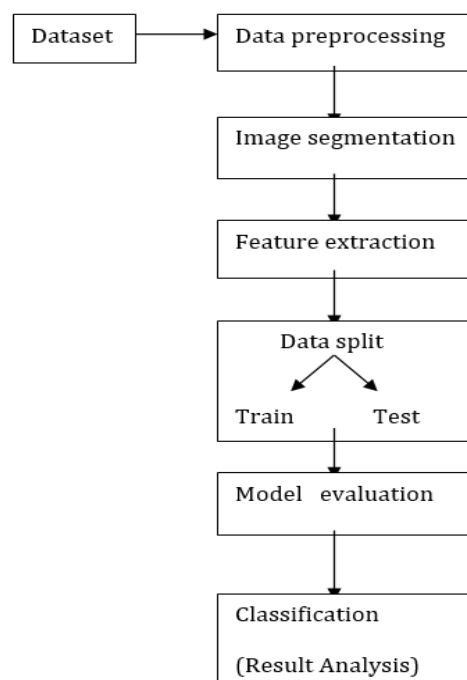 Dataset
Data preprocessing
Image segmentation
Feature extraction
Data split
Train Test
Model evaluation
Classification
(Result Analysis)